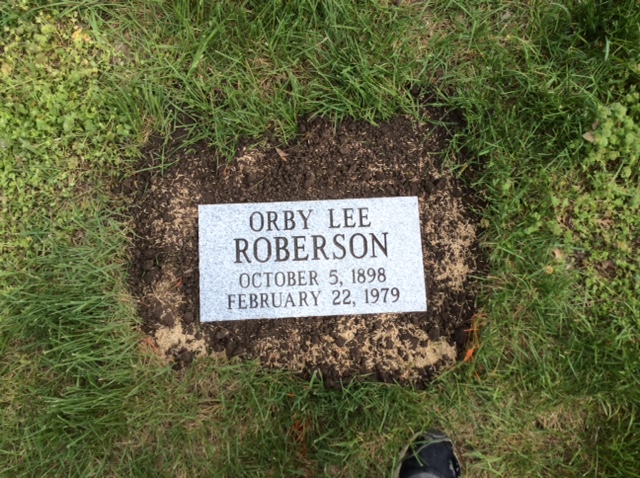 ORBY LEE
ROBERSON
OCTOBER 5, 1898
FEBRUARY 22, 1979